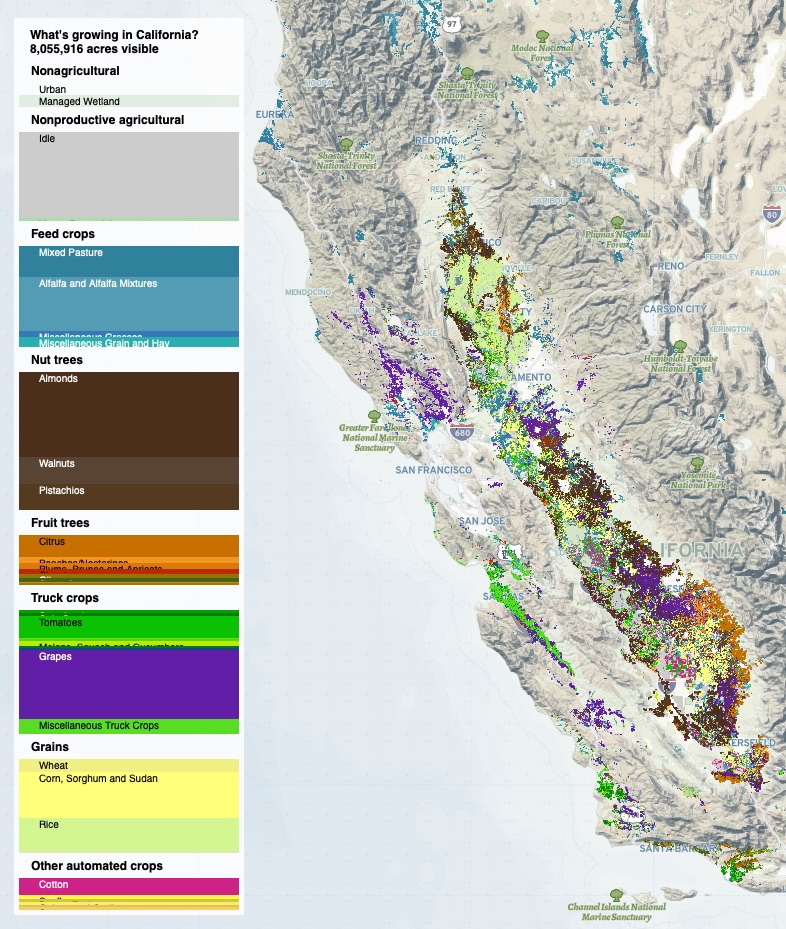 What's growing in California?
8,055,916 acres visible
Nonagricultural
Urban
Managed Wetland
Nonproductive agricultural
Idle
Feed crops
Mixed Pasture
Alfalfa and Alfalfa Mixtures
Miscellaneous Grasses
Miscellaneous Grain and Hay
Nut trees
Almonds
Walnuts
Pistachios
Fruit trees
Citrus
Peaches/Nectarines
Plums, Prunes and Apricots
Truck crops
Tomatoes
Melons, Squash and Cucumbers
Grapes
Miscellaneous Truck Crops
Grains
Wheat
Corn, Sorghum and Sudan
Rice
Other automated crops
Cotton
97
Modoc National
Forest
Shasta-Trinity
National Forest
EUREKA
REDDING
Shasta-Trinity
National Forest
SUSANVILLE
RED BLUFF
80
Plumas National
Forest
RENO
FERNLEY
FALLON
MENDOCINO
CARSON CITY
YERINGTON
Humboldt-Toiyabe
National Forest
AMENTO
Greater Farallones
National Marine
Sanctuary
680
SAN FRANCISCO
Yosemite
National Park
SAN JOSE
IFORNIA
ERSFIELD
SANTA BARBARA
Channel Islands National
Marine Sanctuary